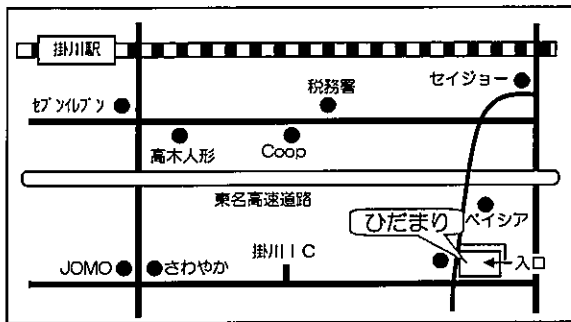 掛川駅
セイジョー
税務署
セブンイレブン
高木人形
Coop
東名高速道路
ベイシア
ひだまり
掛川IC
JOMO
さわやか
入口